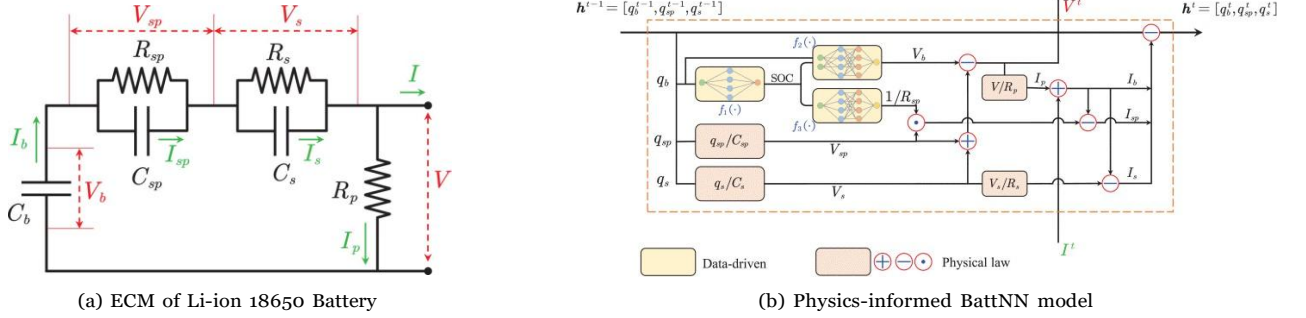 V_sp V_s
R_sp R_s
I
I_b I_sp I_s
C_sp C_s
V_b R_p V
C_b
I_p
(a) ECM of Li-ion 18650 Battery
h^{t−1} = [q_b^{t−1}, q_sp^{t−1}, q_s^{t−1}] V^t h^t = [q_b^t, q_sp^t, q_s^t]
f_2(·) V_b
q_b SOC V/R_p I_p I_b
f_1(·) 1/R_sp
f_3(·) I_sp
q_sp q_sp/C_sp V_sp
q_s q_s/C_s V_s V_s/R_s I_s
I^t
Data-driven Physical law
(b) Physics-informed BattNN model